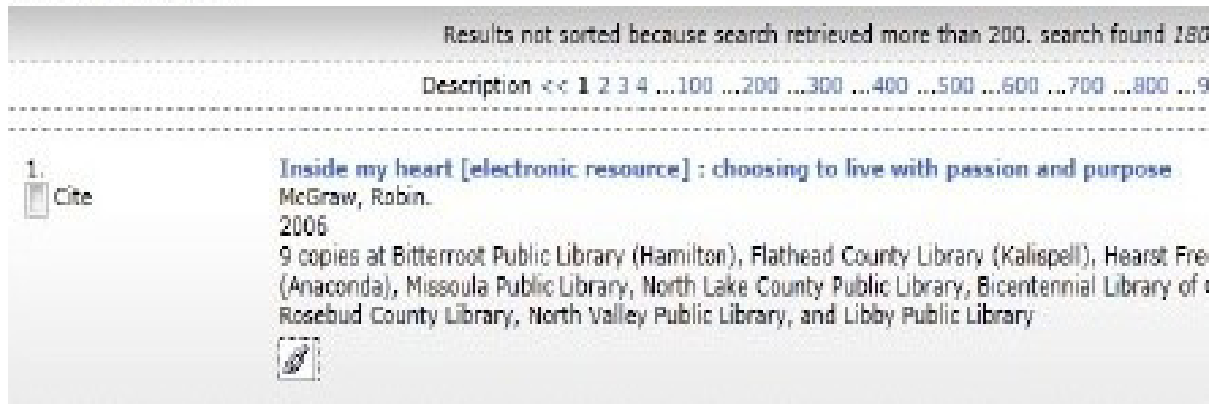 Results not sorted because search retrieved more than 200. search found 180
Description << 1 2 3 4 ...100 ...200 ...300 ...400 ...500 ...600 ...700 ...800 ...9
1.
Cite
Inside my heart [electronic resource] : choosing to live with passion and purpose
McGraw, Robin.
2006
9 copies at Bitterroot Public Library (Hamilton), Flathead County Library (Kalispell), Hearst Fre
(Anaconda), Missoula Public Library, North Lake County Public Library, Bicentennial Library of
Rosebud County Library, North Valley Public Library, and Libby Public Library